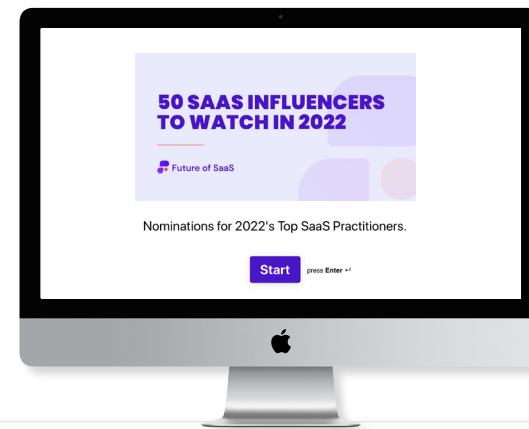 50 SAAS INFLUENCERS
TO WATCH IN 2022
Future of SaaS
Nominations for 2022's Top SaaS Practitioners.
Start press Enter ↵